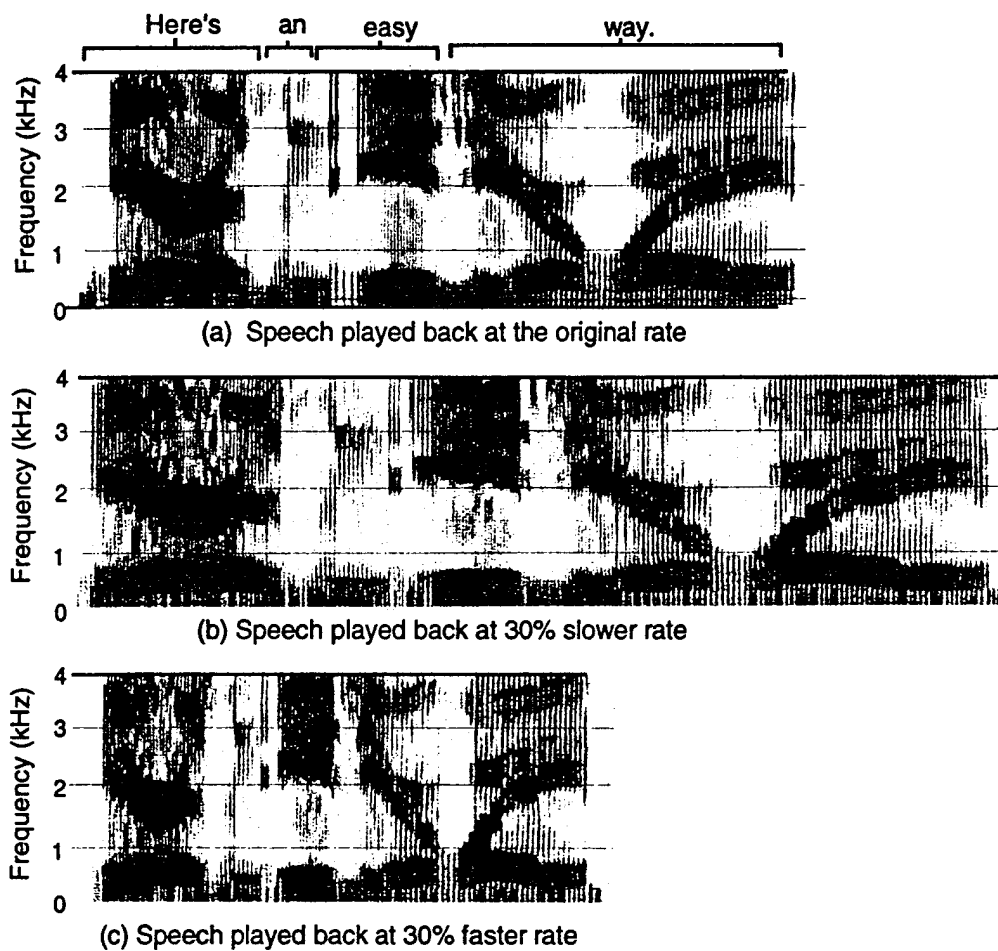 Here's an easy way.
Frequency (kHz)
4
3
2
1
0
(a) Speech played back at the original rate
Frequency (kHz)
4
3
2
1
0
(b) Speech played back at 30% slower rate
Frequency (kHz)
4
3
2
1
0
(c) Speech played back at 30% faster rate